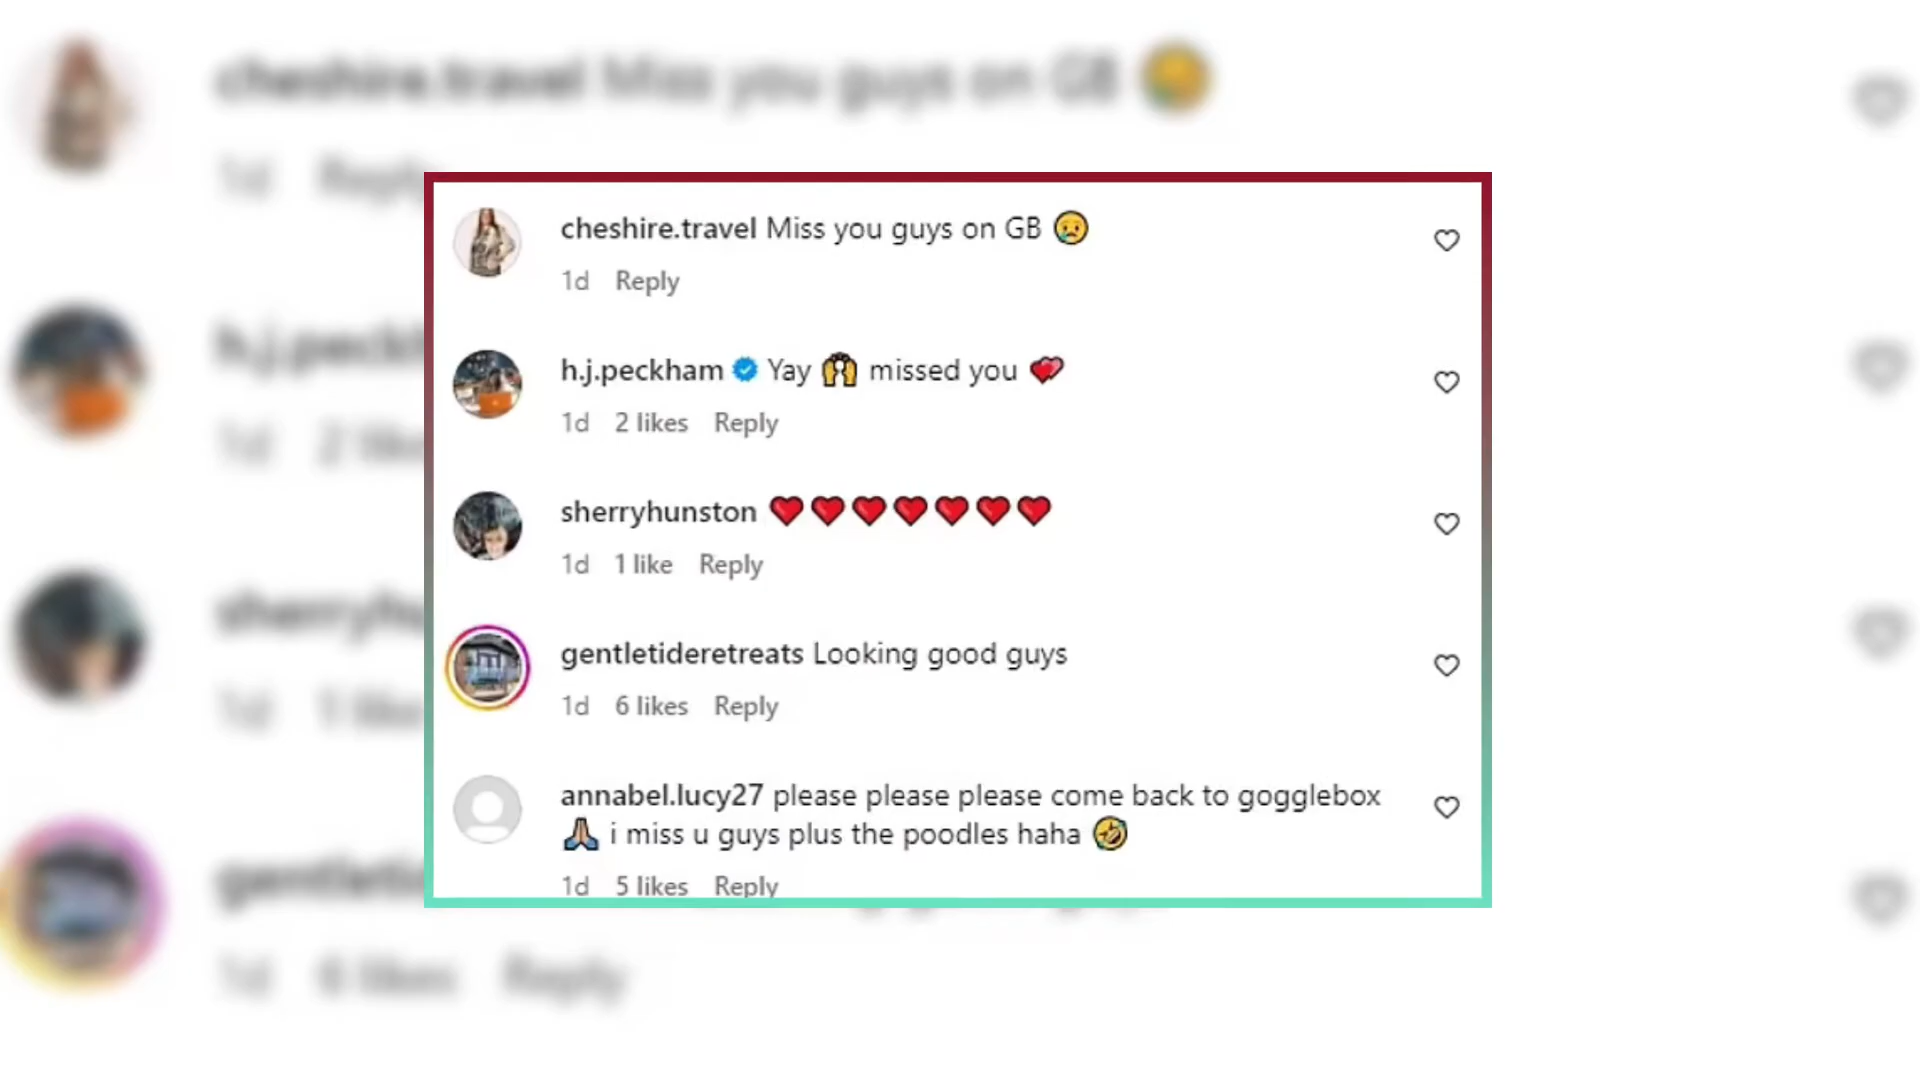 cheshire.travel Miss you guys on GB 😥
1d Reply
h.j.peckham Yay 🙌 missed you 💕
1d 2 likes Reply
sherryhunston ❤❤❤❤❤❤❤
1d 1 like Reply
gentletideretreats Looking good guys
1d 6 likes Reply
annabel.lucy27 please please please come back to gogglebox
🙏 i miss u guys plus the poodles haha 🤣
1d 5 likes Reply